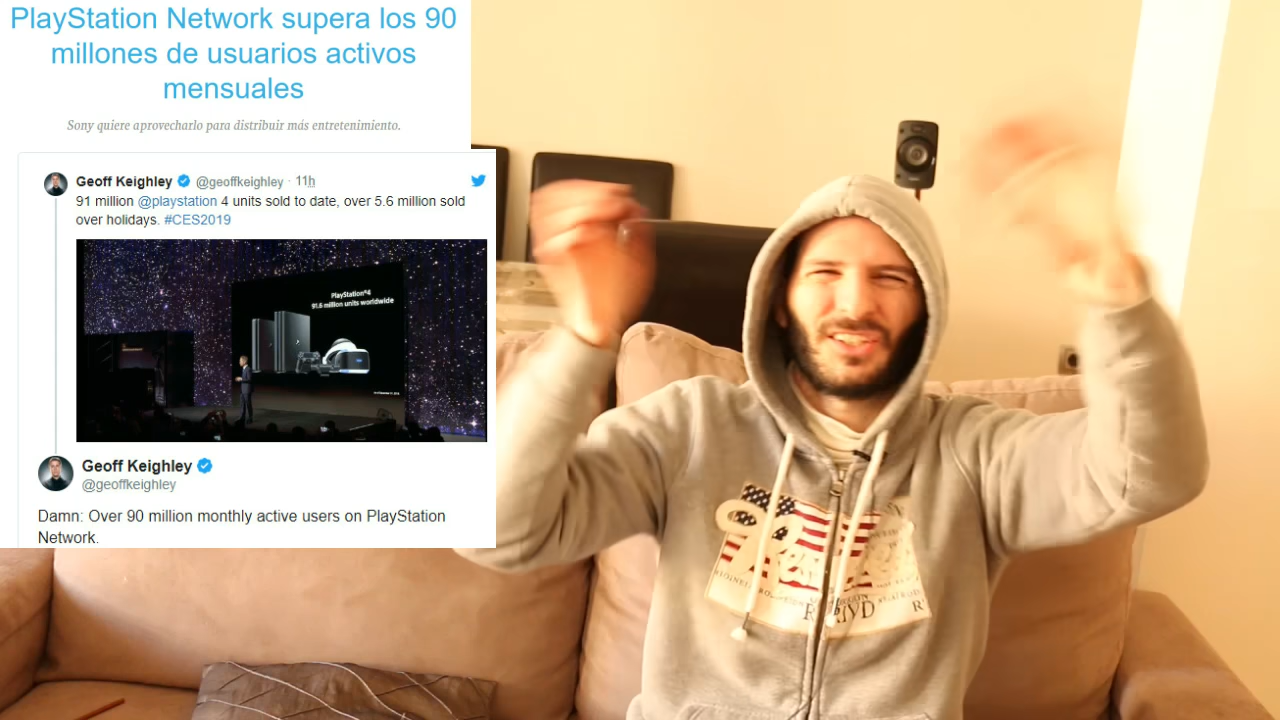 PlayStation Network supera los 90
millones de usuarios activos
mensuales
Sony quiere aprovecharlo para distribuir más entretenimiento.
Geoff Keighley @geoffkeighley · 11h
91 million @playstation 4 units sold to date, over 5.6 million sold
over holidays. #CES2019
PlayStation®4
91.6 million units worldwide
Geoff Keighley
@geoffkeighley
Damn: Over 90 million monthly active users on PlayStation
Network.